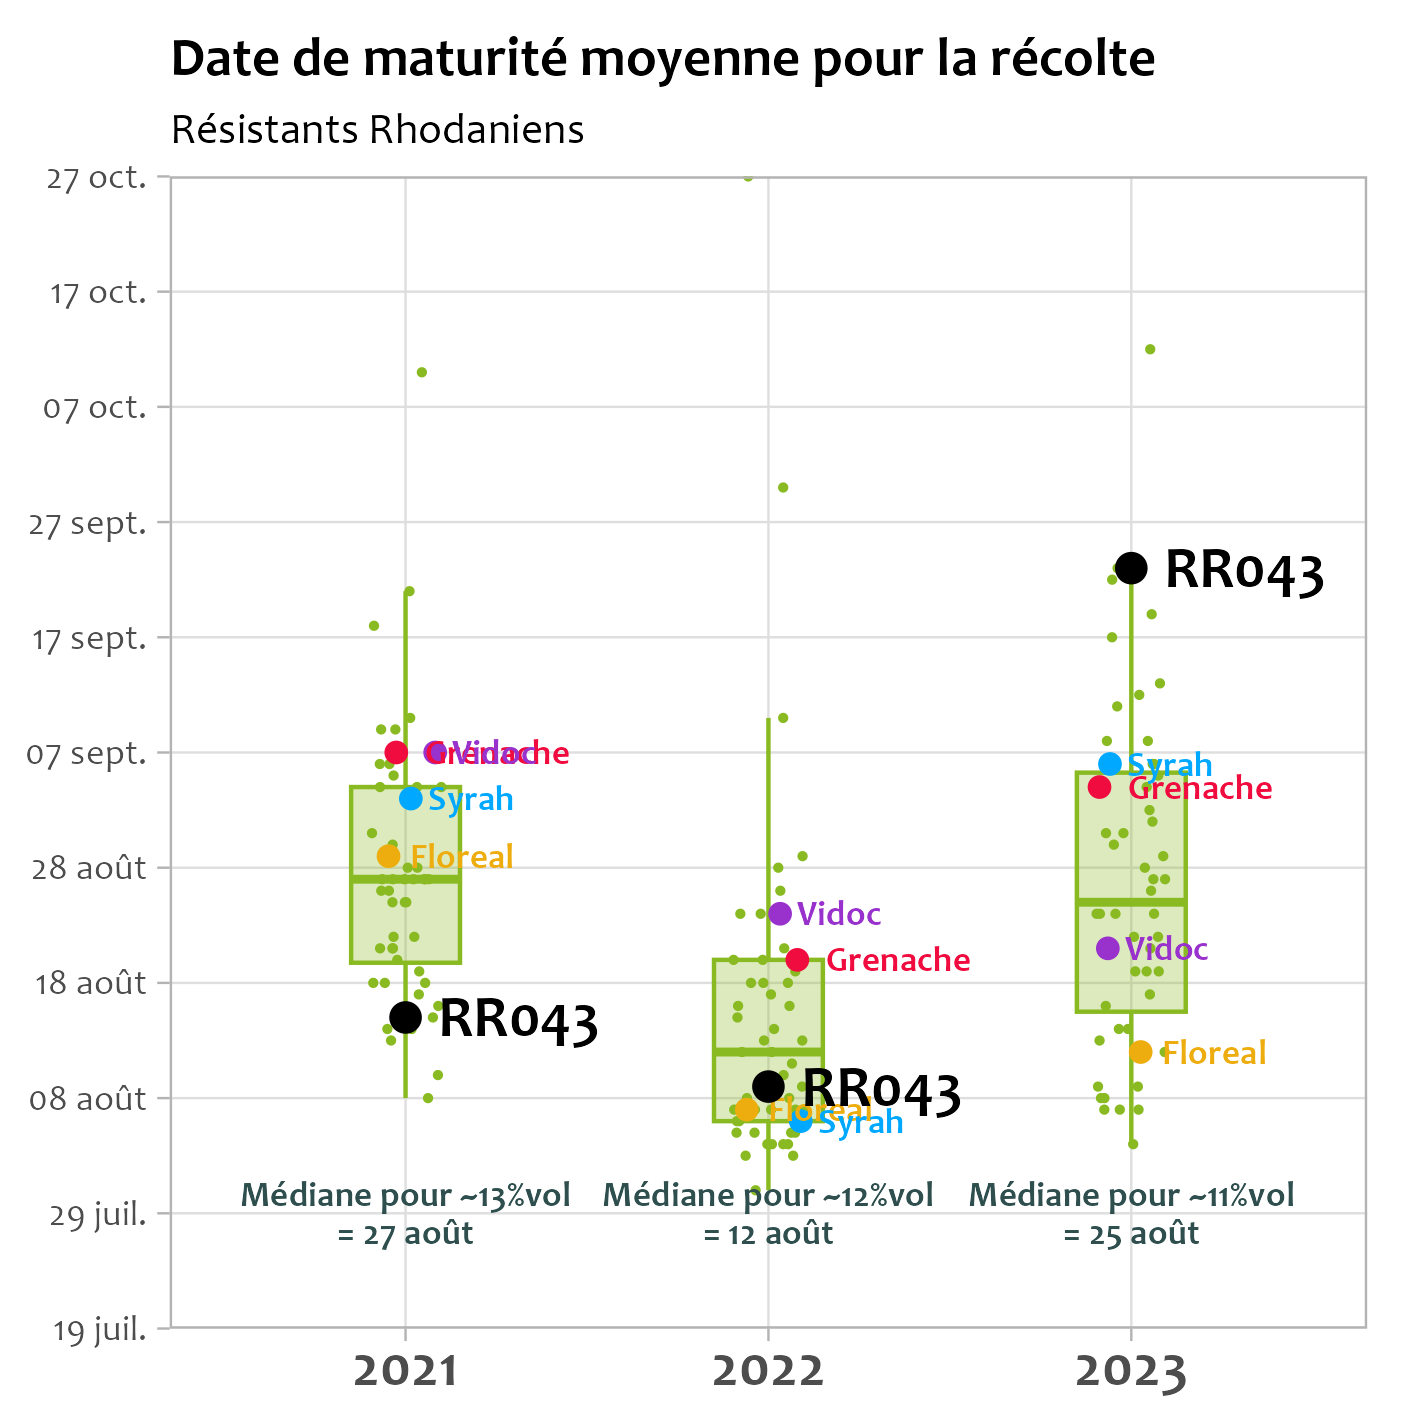 Date de maturité moyenne pour la récolte
Résistants Rhodaniens
27 oct.
17 oct.
07 oct.
27 sept.
17 sept.
07 sept.
28 août
18 août
08 août
29 juil.
19 juil.
RR043
Vidoc
Grenache
Syrah
Floreal
RR043
Vidoc
Grenache
RR043
Floreal
Syrah
Syrah
Grenache
Vidoc
Floreal
Médiane pour ~13%vol
= 27 août
Médiane pour ~12%vol
= 12 août
Médiane pour ~11%vol
= 25 août
2021
2022
2023